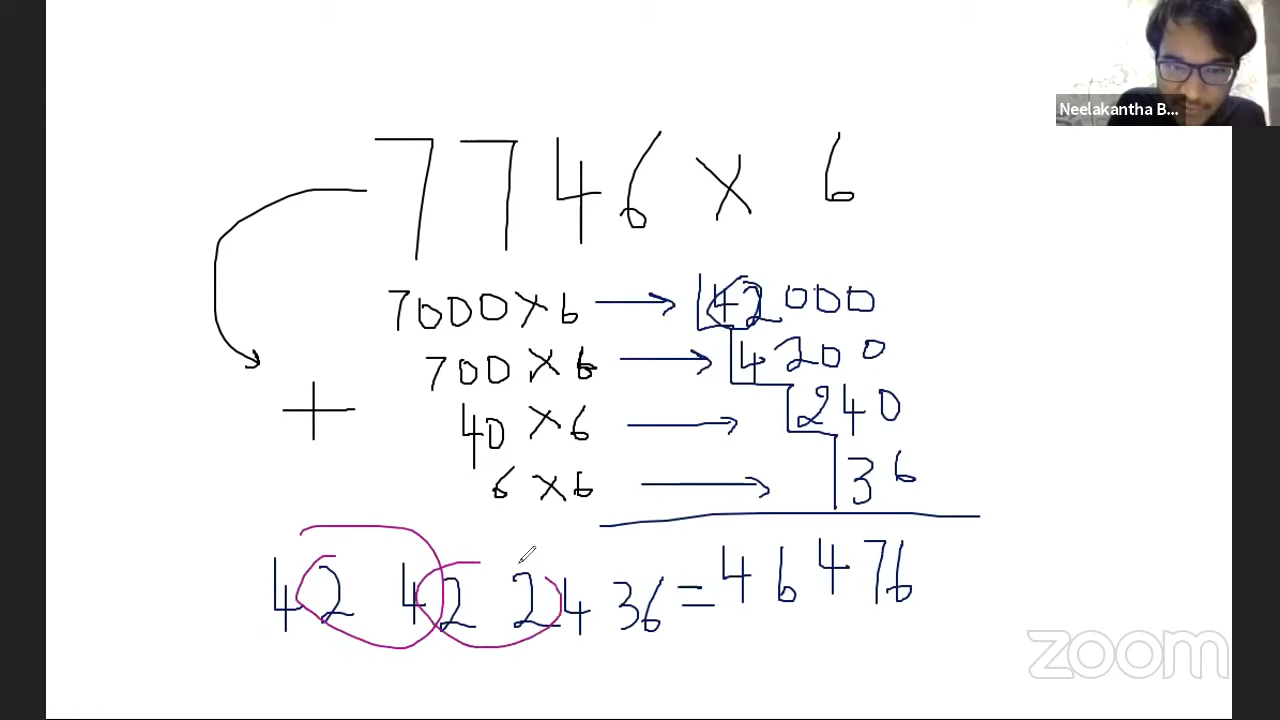 Neelakantha B...
7746 × 6
7000 × 6 → 42000
700 × 6 → 4200
+ 40 × 6 → 240
6 × 6 → 36
42 42 24 36 = 46476
zoom